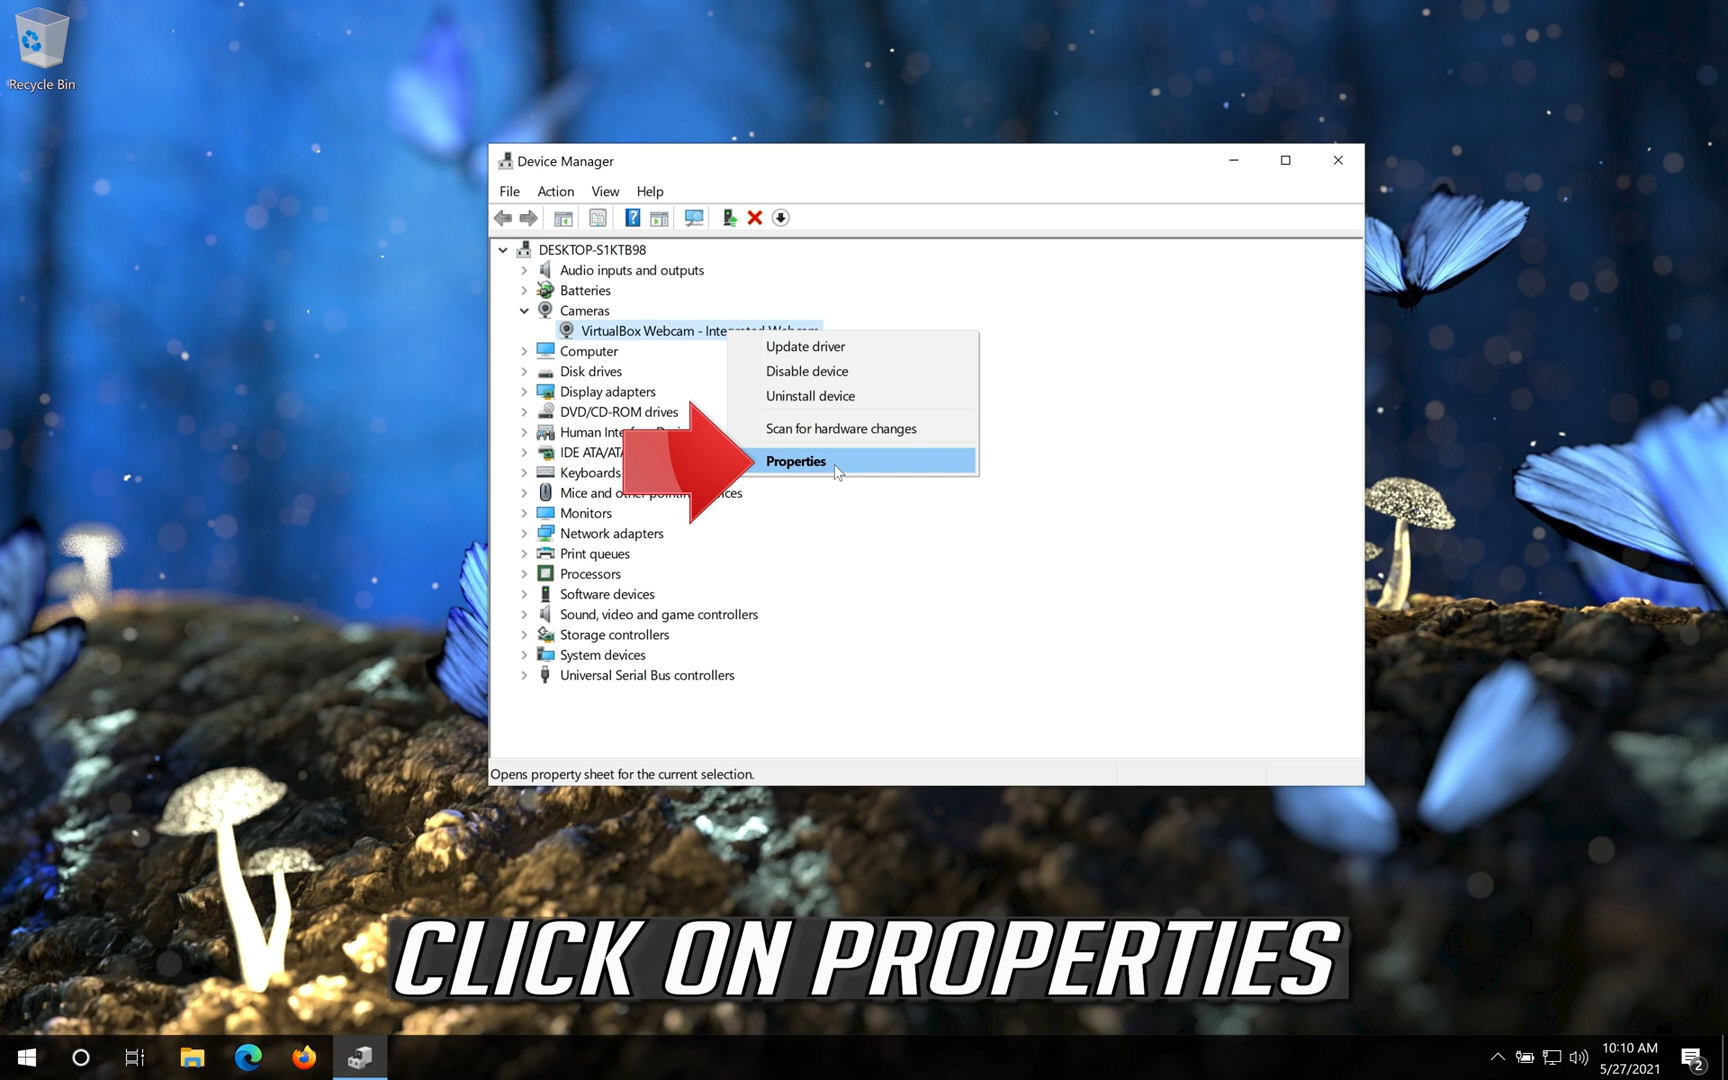 Recycle Bin
Device Manager
File Action View Help
DESKTOP-S1KTB98
Audio inputs and outputs
Batteries
Cameras
VirtualBox Webcam - Integrated Webcam
Update driver
Computer
Disable device
Disk drives
Display adapters
Uninstall device
DVD/CD-ROM drives
Scan for hardware changes
Human
IDE ATA/ATA
Properties
Keyboards
Mice and other pointing devices
Monitors
Network adapters
Print queues
Processors
Software devices
Sound, video and game controllers
Storage controllers
System devices
Universal Serial Bus controllers
Opens property sheet for the current selection.
CLICK ON PROPERTIES
10:10 AM
5/27/2021
2